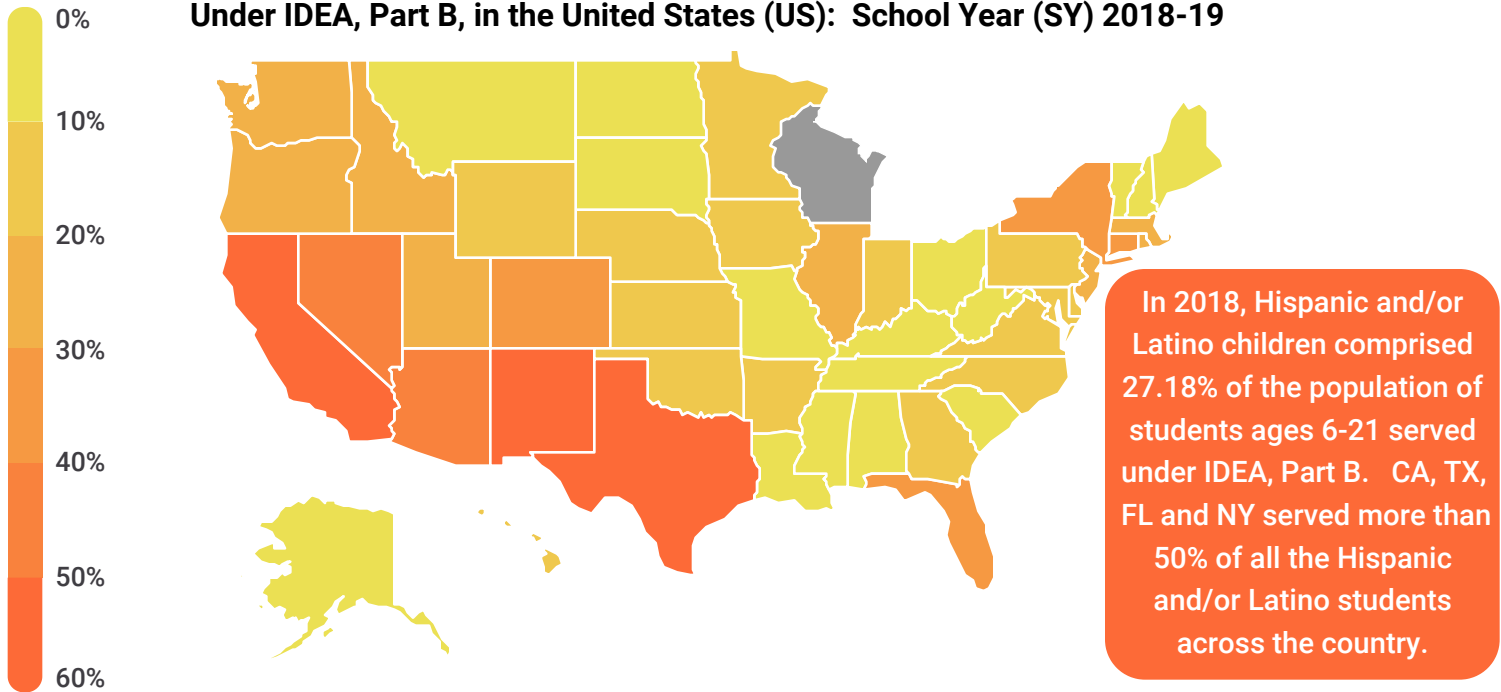 Under IDEA, Part B, in the United States (US): School Year (SY) 2018-19
0%
10%
20%
30%
40%
50%
60%
In 2018, Hispanic and/or
Latino children comprised
27.18% of the population of
students ages 6-21 served
under IDEA, Part B. CA, TX,
FL and NY served more than
50% of all the Hispanic
and/or Latino students
across the country.